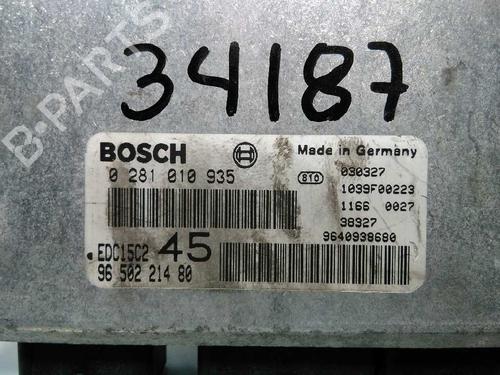 34187
B-PARTS
BOSCH
Made in Germany
0 281 010 935
810
030327
1039F00223
1166 0027
38327
9640938680
EDC15C2 45
96 502 214 80